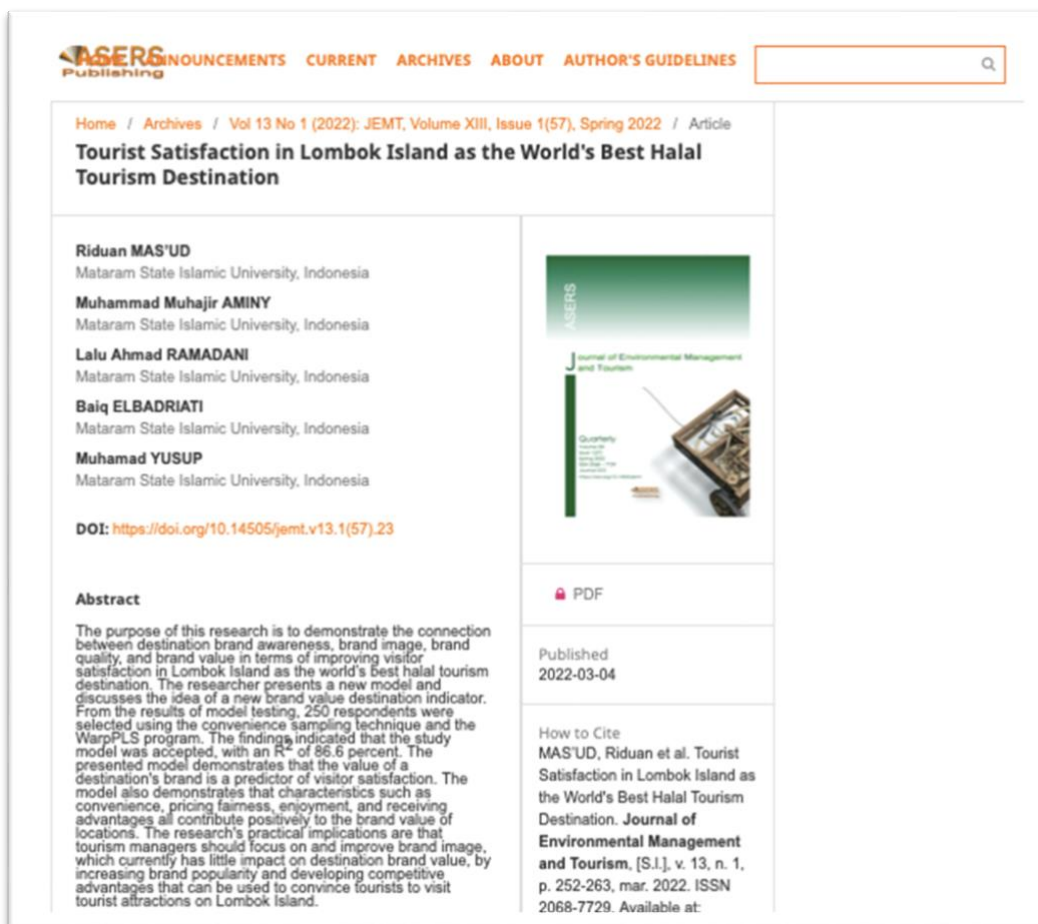 ASERS
Publishing
HOME ANNOUNCEMENTS CURRENT ARCHIVES ABOUT AUTHOR'S GUIDELINES
Home / Archives / Vol 13 No 1 (2022): JEMT, Volume XIII, Issue 1(57), Spring 2022 / Article
Tourist Satisfaction in Lombok Island as the World's Best Halal
Tourism Destination
Riduan MAS'UD
Mataram State Islamic University, Indonesia
Muhammad Muhajir AMINY
Mataram State Islamic University, Indonesia
Lalu Ahmad RAMADANI
Mataram State Islamic University, Indonesia
Baiq ELBADRIATI
Mataram State Islamic University, Indonesia
Muhamad YUSUP
Mataram State Islamic University, Indonesia
DOI: https://doi.org/10.14505/jemt.v13.1(57).23
Abstract
The purpose of this research is to demonstrate the connection
between destination brand awareness, brand image, brand
quality, and brand value in terms of improving visitor
satisfaction in Lombok Island as the world's best halal tourism
destination. The researcher presents a new model and
discusses the idea of a new brand value destination indicator.
From the results of model testing, 250 respondents were
selected using the convenience sampling technique and the
WarpPLS program. The findings indicated that the study
model was accepted, with an R² of 86.6 percent. The
presented model demonstrates that the value of a
destination's brand is a predictor of visitor satisfaction. The
model also demonstrates that characteristics such as
convenience, pricing fairness, enjoyment, and receiving
advantages all contribute positively to the brand value of
locations. The research's practical implications are that
tourism managers should focus on and improve brand image,
which currently has little impact on destination brand value, by
increasing brand popularity and developing competitive
advantages that can be used to convince tourists to visit
tourist attractions on Lombok Island.
ASERS
Journal of Environmental Management
and Tourism
Quarterly
PDF
Published
2022-03-04
How to Cite
MAS'UD, Riduan et al. Tourist
Satisfaction in Lombok Island as
the World's Best Halal Tourism
Destination. Journal of
Environmental Management
and Tourism, [S.l.], v. 13, n. 1,
p. 252-263, mar. 2022. ISSN
2068-7729. Available at: